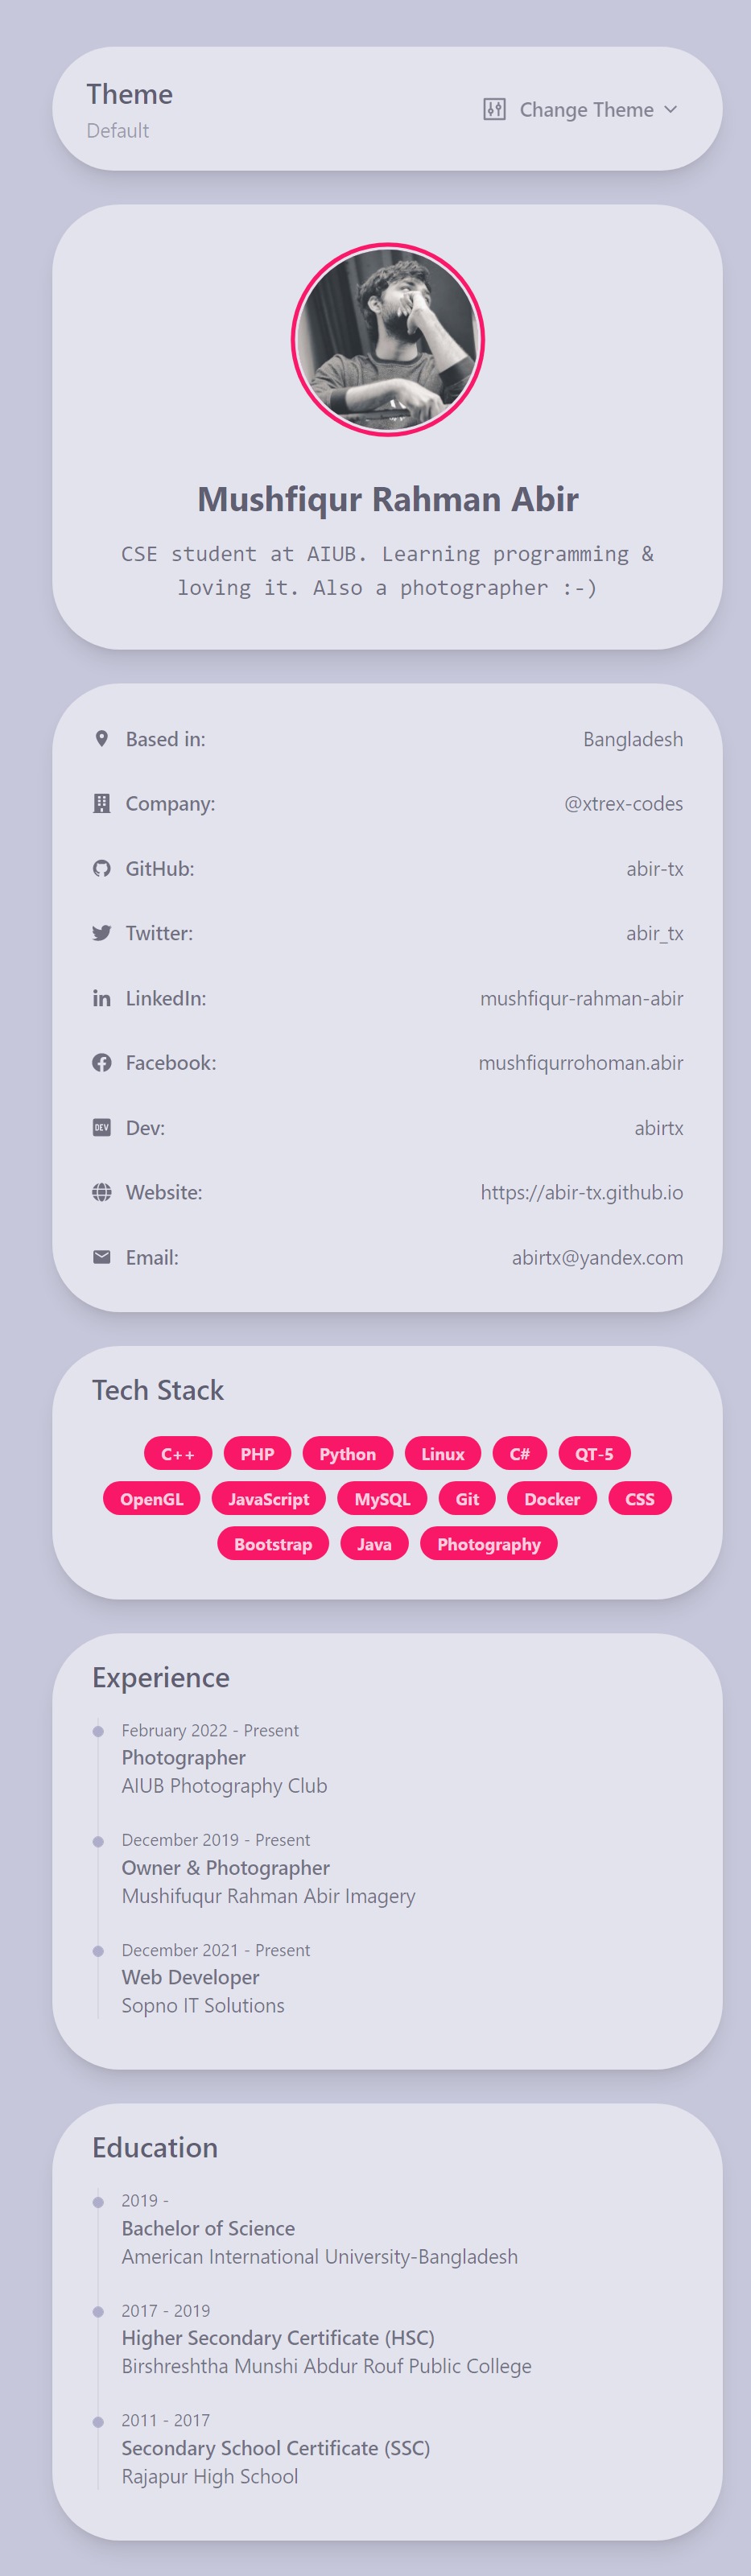 Theme
Default
Change Theme
Mushfiqur Rahman Abir
CSE student at AIUB. Learning programming &
loving it. Also a photographer :-)
Based in: Bangladesh
Company: @xtrex-codes
GitHub: abir-tx
Twitter: abir_tx
LinkedIn: mushfiqur-rahman-abir
Facebook: mushfiqurrohoman.abir
DEV Dev: abirtx
Website: https://abir-tx.github.io
Email: abirtx@yandex.com
Tech Stack
C++ PHP Python Linux C# QT-5
OpenGL JavaScript MySQL Git Docker CSS
Bootstrap Java Photography
Experience
February 2022 - Present
Photographer
AIUB Photography Club
December 2019 - Present
Owner & Photographer
Mushifuqur Rahman Abir Imagery
December 2021 - Present
Web Developer
Sopno IT Solutions
Education
2019 -
Bachelor of Science
American International University-Bangladesh
2017 - 2019
Higher Secondary Certificate (HSC)
Birshreshtha Munshi Abdur Rouf Public College
2011 - 2017
Secondary School Certificate (SSC)
Rajapur High School